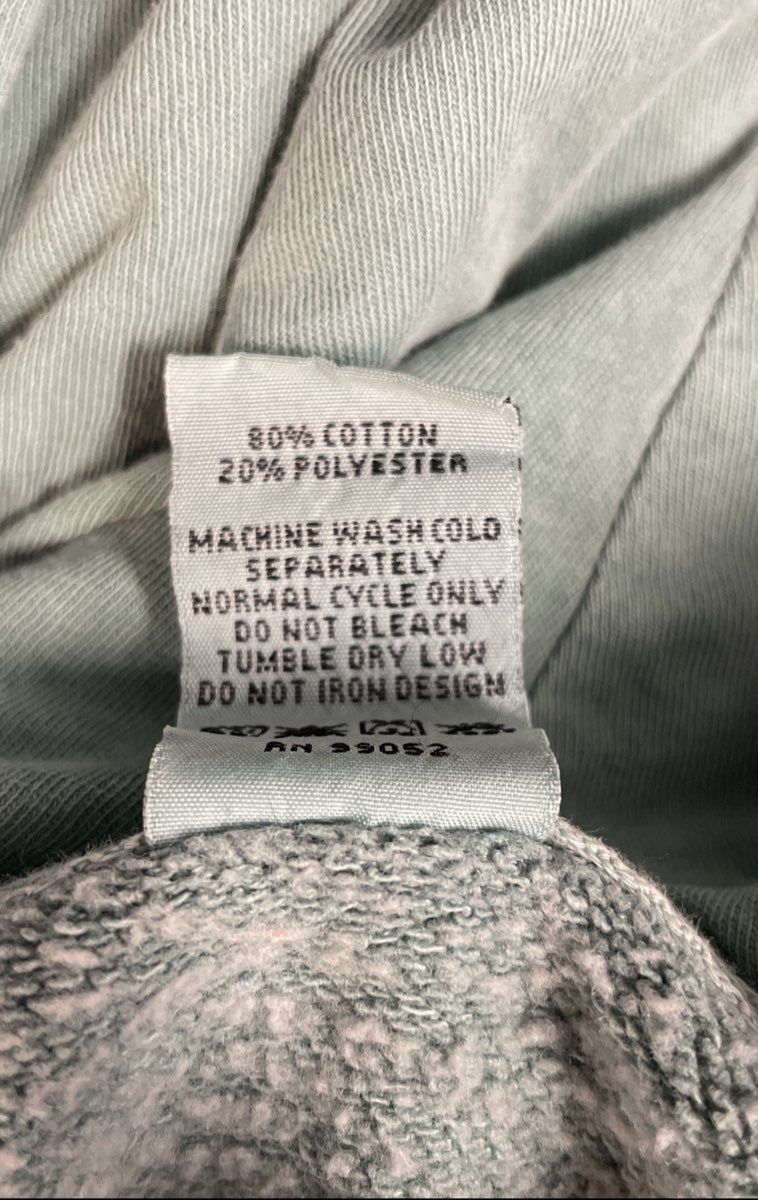 80% COTTON
20% POLYESTER
MACHINE WASH COLD
SEPARATELY
NORMAL CYCLE ONLY
DO NOT BLEACH
TUMBLE DRY LOW
DO NOT IRON DESIGN
RN 99052